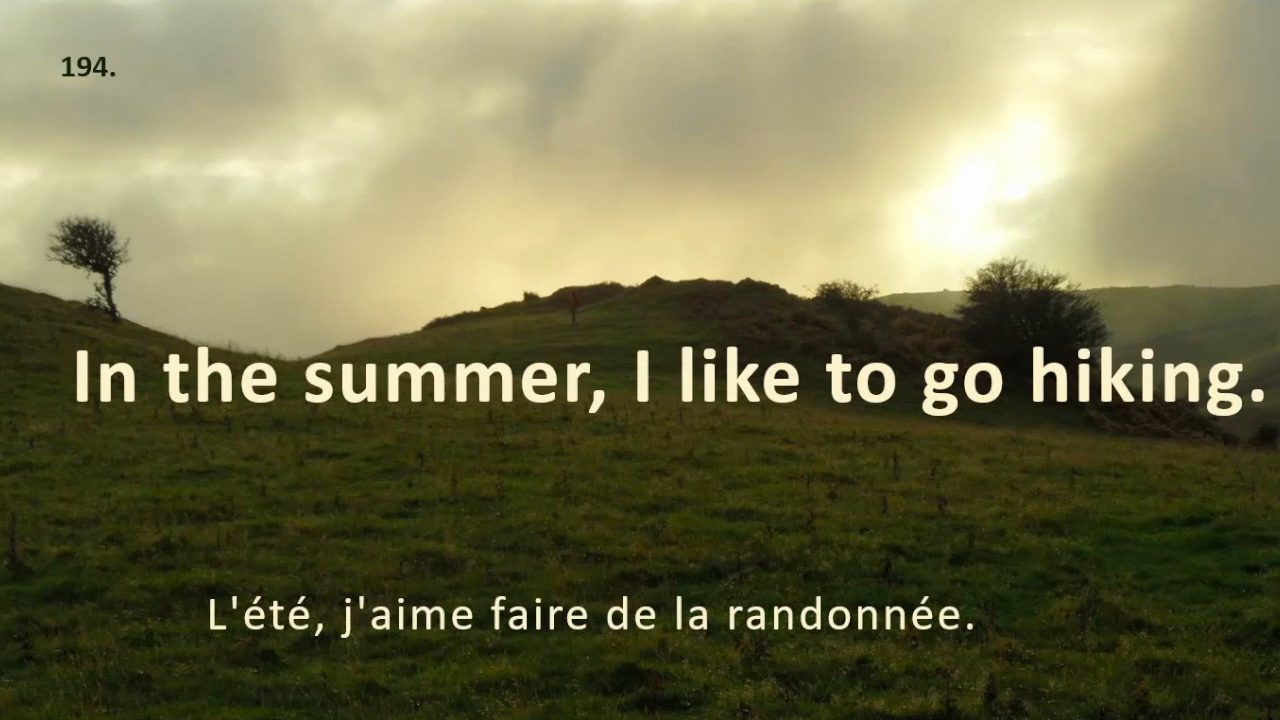 194.
In the summer, I like to go hiking.
L'été, j'aime faire de la randonnée.